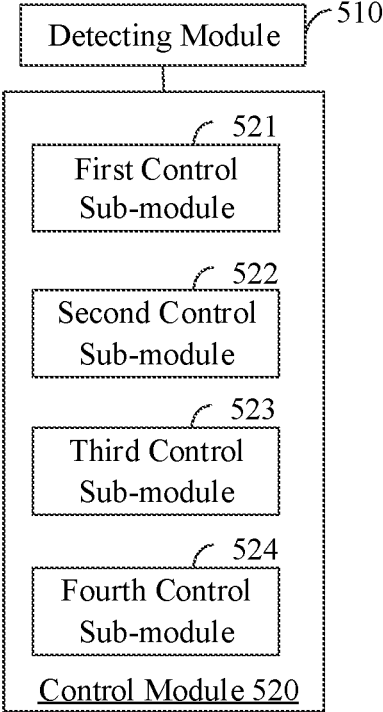 510
Detecting Module
521
First Control
Sub-module
522
Second Control
Sub-module
523
Third Control
Sub-module
524
Fourth Control
Sub-module
Control Module 520